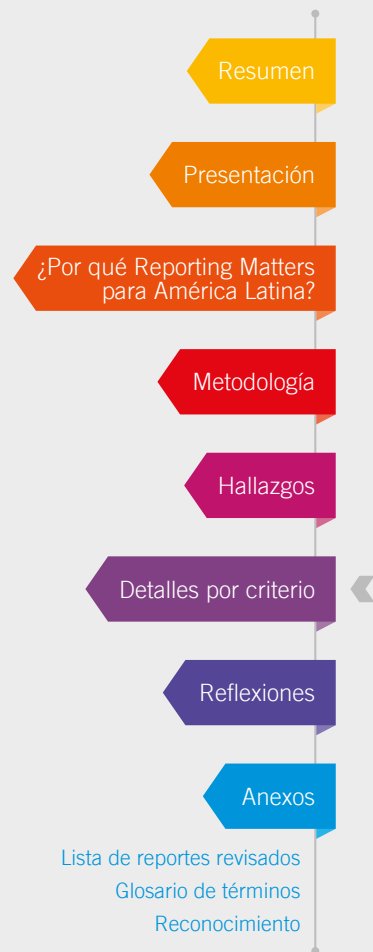 Resumen
Presentación
¿Por qué Reporting Matters
para América Latina?
Metodología
Hallazgos
Detalles por criterio
Reflexiones
Anexos
Lista de reportes revisados
Glosario de términos
Reconocimiento